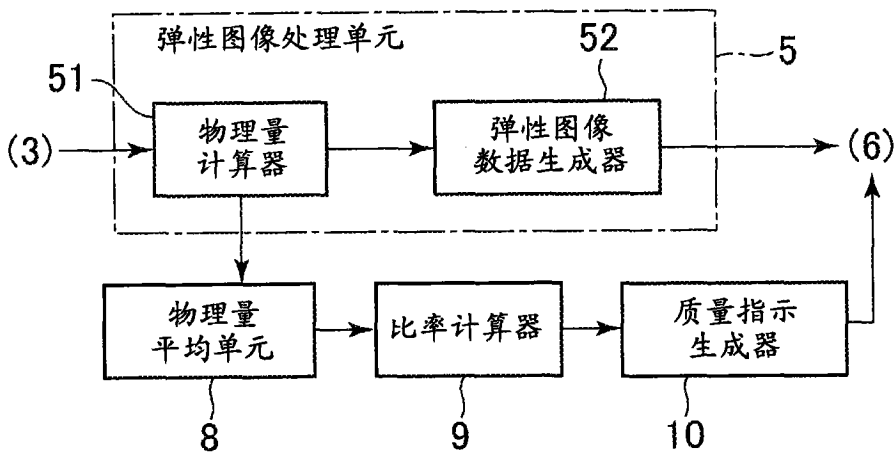 弹性图像处理单元
52
5
51
(3)
物理量
计算器
弹性图像
数据生成器
(6)
物理量
平均单元
比率计算器
质量指示
生成器
8
9
10